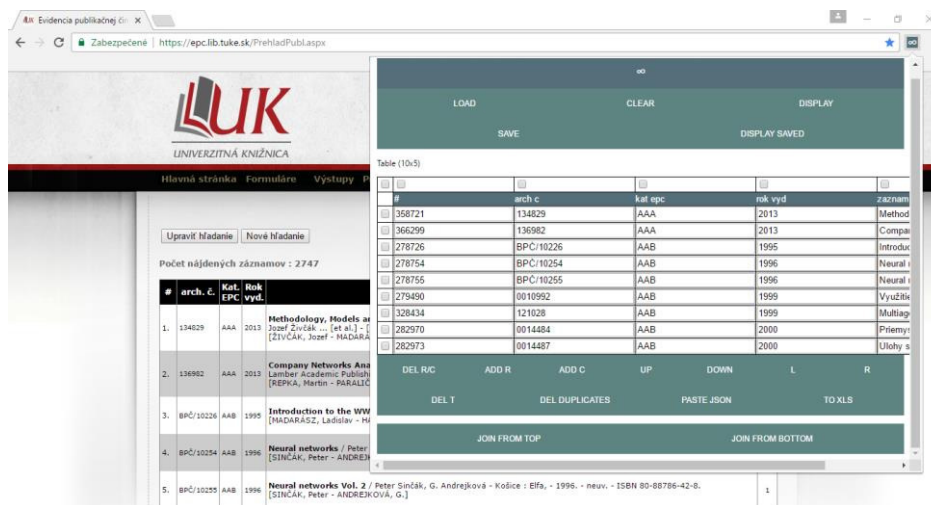 Evidencia publikačnej čin
Zabezpečené | https://epc.lib.tuke.sk/PrehladPubl.aspx
UK
UNIVERZITNÁ KNIŽNICA
Hlavná stránka Formuláre Výstupy P
Upraviť hľadanie Nové hľadanie
Počet nájdených záznamov : 2747
# arch. č. Kat. EPC Rok vyd.
1. 134829 AAA 2013 Methodology, Models a
Jozef Živčák ... [et al.] - [
[ŽIVČÁK, Jozef - MADARÁ
2. 136982 AAA 2013 Company Networks Ana
Lamber Academic Publishi
[REPKA, Martin - PARALIČ
3. BPČ/10226 AAB 1995 Introduction to the WW
[MADARÁSZ, Ladislav - H
4. BPČ/10254 AAB 1996 Neural networks / Peter
[SINČÁK, Peter - ANDREJK
5. BPČ/10255 AAB 1996 Neural networks Vol. 2 / Peter Sinčák, G. Andrejková - Košice : Elfa, - 1996. - neuv. - ISBN 80-88786-42-8. 1
[SINČÁK, Peter - ANDREJKOVÁ, G.]
∞
LOAD CLEAR DISPLAY
SAVE DISPLAY SAVED
Table (10x5)
# arch c kat epc rok vyd zaznam
358721 134829 AAA 2013 Method
366299 136982 AAA 2013 Compar
278726 BPČ/10226 AAB 1995 Introduc
278754 BPČ/10254 AAB 1996 Neural
278755 BPČ/10255 AAB 1996 Neural
279490 0010992 AAB 1999 Využitie
328434 121028 AAB 1999 Multiag
282970 0014484 AAB 2000 Priemys
282973 0014487 AAB 2000 Ulohy s
DEL R/C ADD R ADD C UP DOWN L R
DEL T DEL DUPLICATES PASTE JSON TO XLS
JOIN FROM TOP JOIN FROM BOTTOM